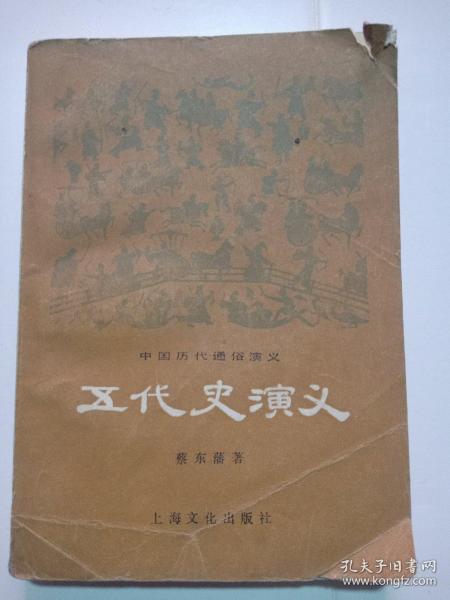 中国历代通俗演义
五代史演义
蔡东藩著
上海文化出版社
孔夫子旧书网
www.kongfz.com